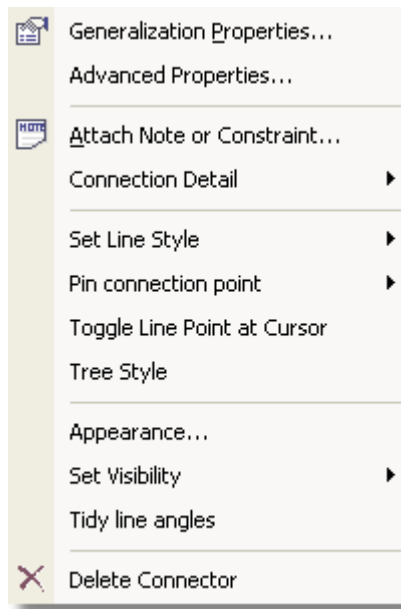 Generalization Properties...
Advanced Properties...
NOTE
Attach Note or Constraint...
Connection Detail
Set Line Style
Pin connection point
Toggle Line Point at Cursor
Tree Style
Appearance...
Set Visibility
Tidy line angles
Delete Connector